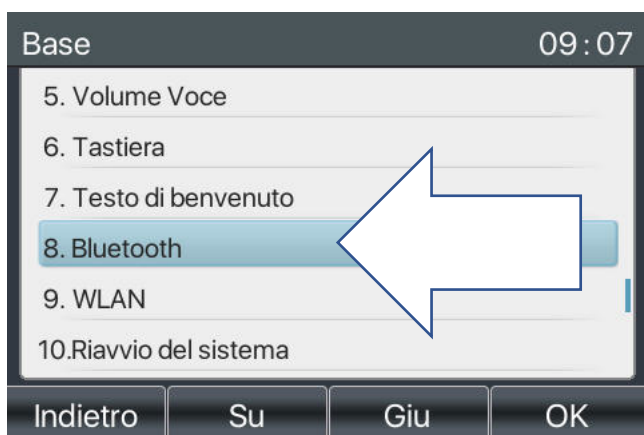 Base 09:07
5. Volume Voce
6. Tastiera
7. Testo di benvenuto
8. Bluetooth
9. WLAN
10.Riavvio del sistema
Indietro Su Giu OK